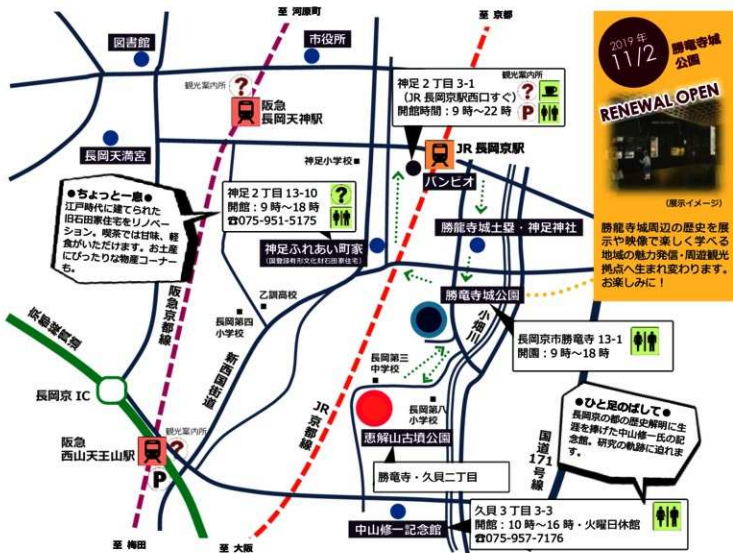 至 河原町
至 京都
図書館
市役所
観光案内所
?
阪急
長岡天神駅
神足2丁目3-1
(JR長岡京駅西口すぐ)
開館時間:9時〜22時
観光案内所
?
P
2019年
11/2
勝竜寺城
公園
RENEWAL OPEN
(展示イメージ)
勝龍寺城周辺の歴史を展
示や映像で楽しく学べる
地域の魅力発信・周遊観光
拠点へ生まれ変わります。
お楽しみに!
長岡天満宮
神足小学校
JR 長岡京駅
バンビオ
●ちょっと一息●
江戸時代に建てられた
旧石田家住宅をリノベー
ション。喫茶では甘味、軽
食がいただけます。お土産
にぴったりな物産コーナー
も。
神足2丁目13-10
開館:9時〜18時
☎075-951-5175
?
神足ふれあい町家
(国登録有形文化財石田家住宅)
勝龍寺城土塁・神足神社
阪急京都線
乙訓高校
長岡第四
小学校
新西国街道
勝竜寺城公園
小畑川
長岡京市勝竜寺13-1
開園:9時〜18時
京都縦貫道
長岡京 IC
長岡第三
中学校
長岡第八
小学校
JR京都線
恵解山古墳公園
勝竜寺・久貝二丁目
国道171号線
●ひと足のばして●
長岡京の都の歴史解明に生
涯を捧げた中山修一氏の記
念館。研究の軌跡に迫れま
す。
観光案内所
?
阪急
西山天王山駅
P
中山修一記念館
久貝3丁目3-3
開館:10時〜16時・火曜日休館
☎075-957-7176
至 梅田
至 大阪